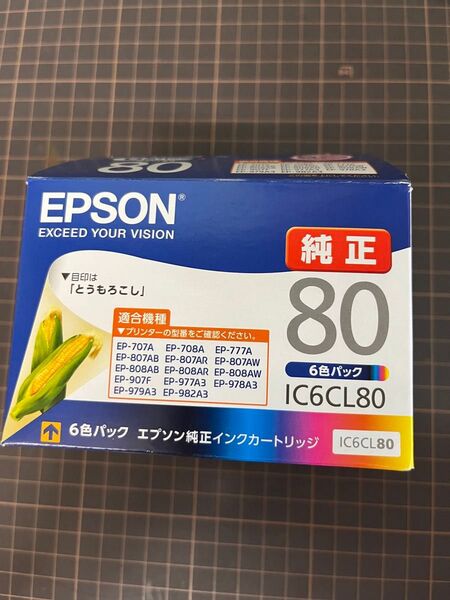 80
EPSON®
EXCEED YOUR VISION
純正
▼目印は
「とうもろこし」
80
適合機種
▼プリンターの型番をご確認ください。
EP-707A EP-708A EP-777A
EP-807AB EP-807AR EP-807AW
EP-808AB EP-808AR EP-808AW
EP-907F EP-977A3 EP-978A3
EP-979A3 EP-982A3
6色パック
IC6CL80
6色パック エプソン純正インクカートリッジ
IC6CL80